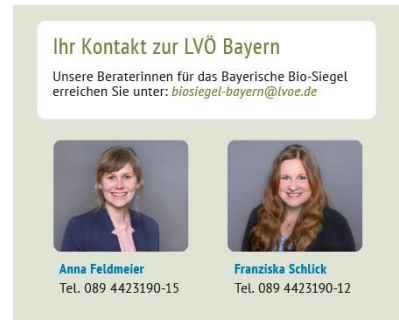 Ihr Kontakt zur LVÖ Bayern
Unsere Beraterinnen für das Bayerische Bio-Siegel
erreichen Sie unter: biosiegel-bayern@lvoe.de
Anna Feldmeier
Tel. 089 4423190-15
Franziska Schlick
Tel. 089 4423190-12